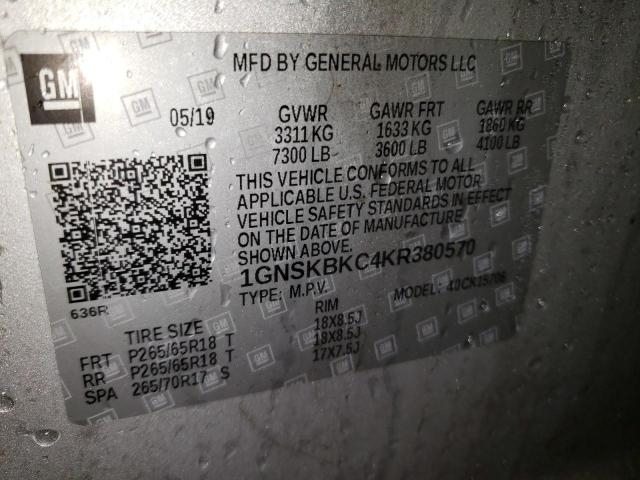 GM
MFD BY GENERAL MOTORS LLC
05/19 GVWR GAWR FRT GAWR RR
3311 KG 1633 KG 1860 KG
7300 LB 3600 LB 4100 LB
THIS VEHICLE CONFORMS TO ALL
APPLICABLE U.S. FEDERAL MOTOR
VEHICLE SAFETY STANDARDS IN EFFECT
ON THE DATE OF MANUFACTURE
SHOWN ABOVE.
1GNSKBKC4KR380570
TYPE: M.P.V. MODEL: 40CK15706
636R
TIRE SIZE RIM
FRT P265/65R18 T 18X8.5J
RR P265/65R18 T 18X8.5J
SPA 265/70R17 S 17X7.5J